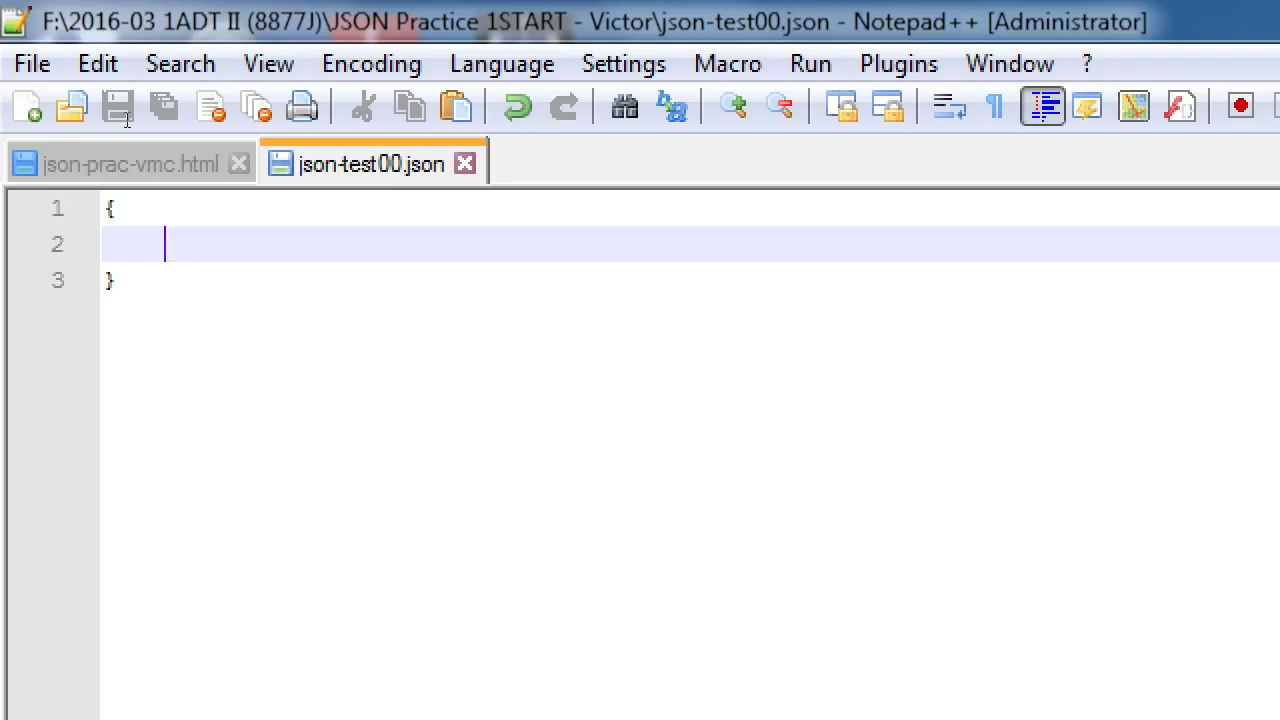 F:\2016-03 1ADT II (8877J)\JSON Practice 1START - Victor\json-test00.json - Notepad++ [Administrator]
File Edit Search View Encoding Language Settings Macro Run Plugins Window ?
json-prac-vmc.html json-test00.json
1 {
2
3 }